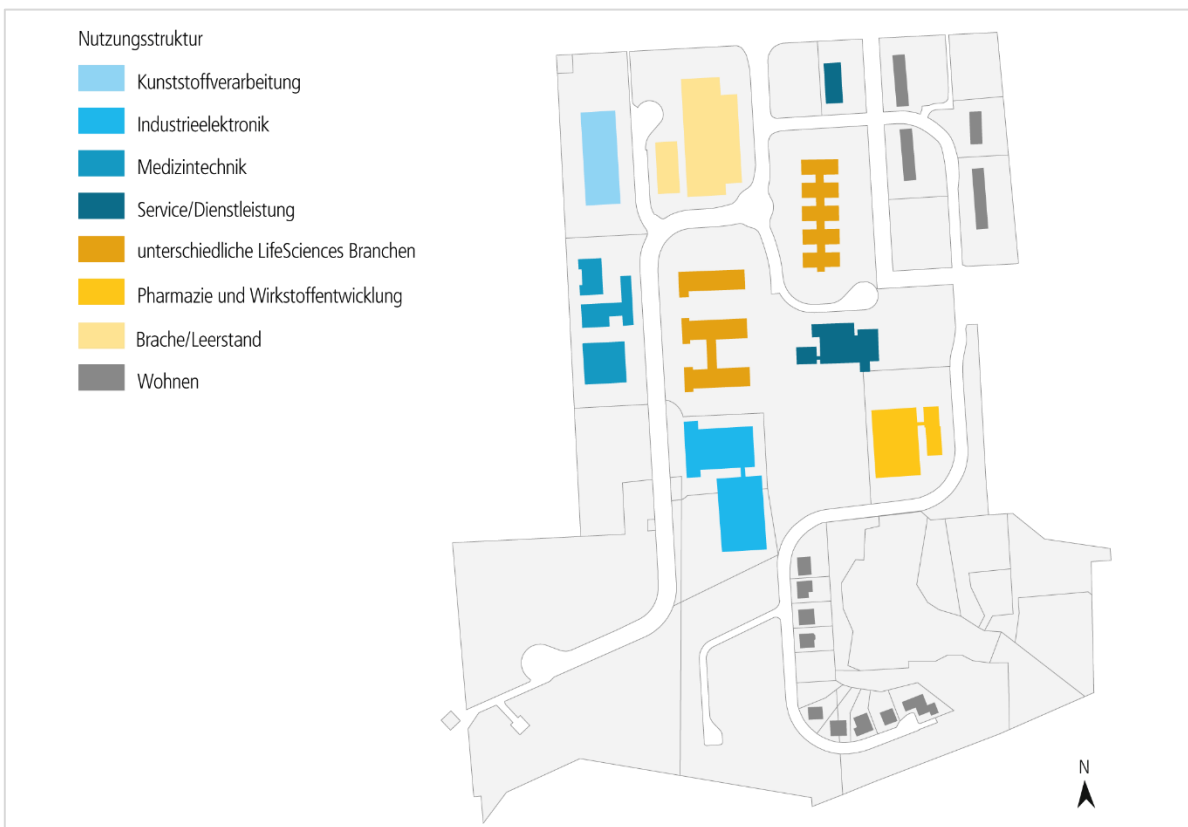 Nutzungsstruktur
Kunststoffverarbeitung
Industrieelektronik
Medizintechnik
Service/Dienstleistung
unterschiedliche LifeSciences Branchen
Pharmazie und Wirkstoffentwicklung
Brache/Leerstand
Wohnen
N